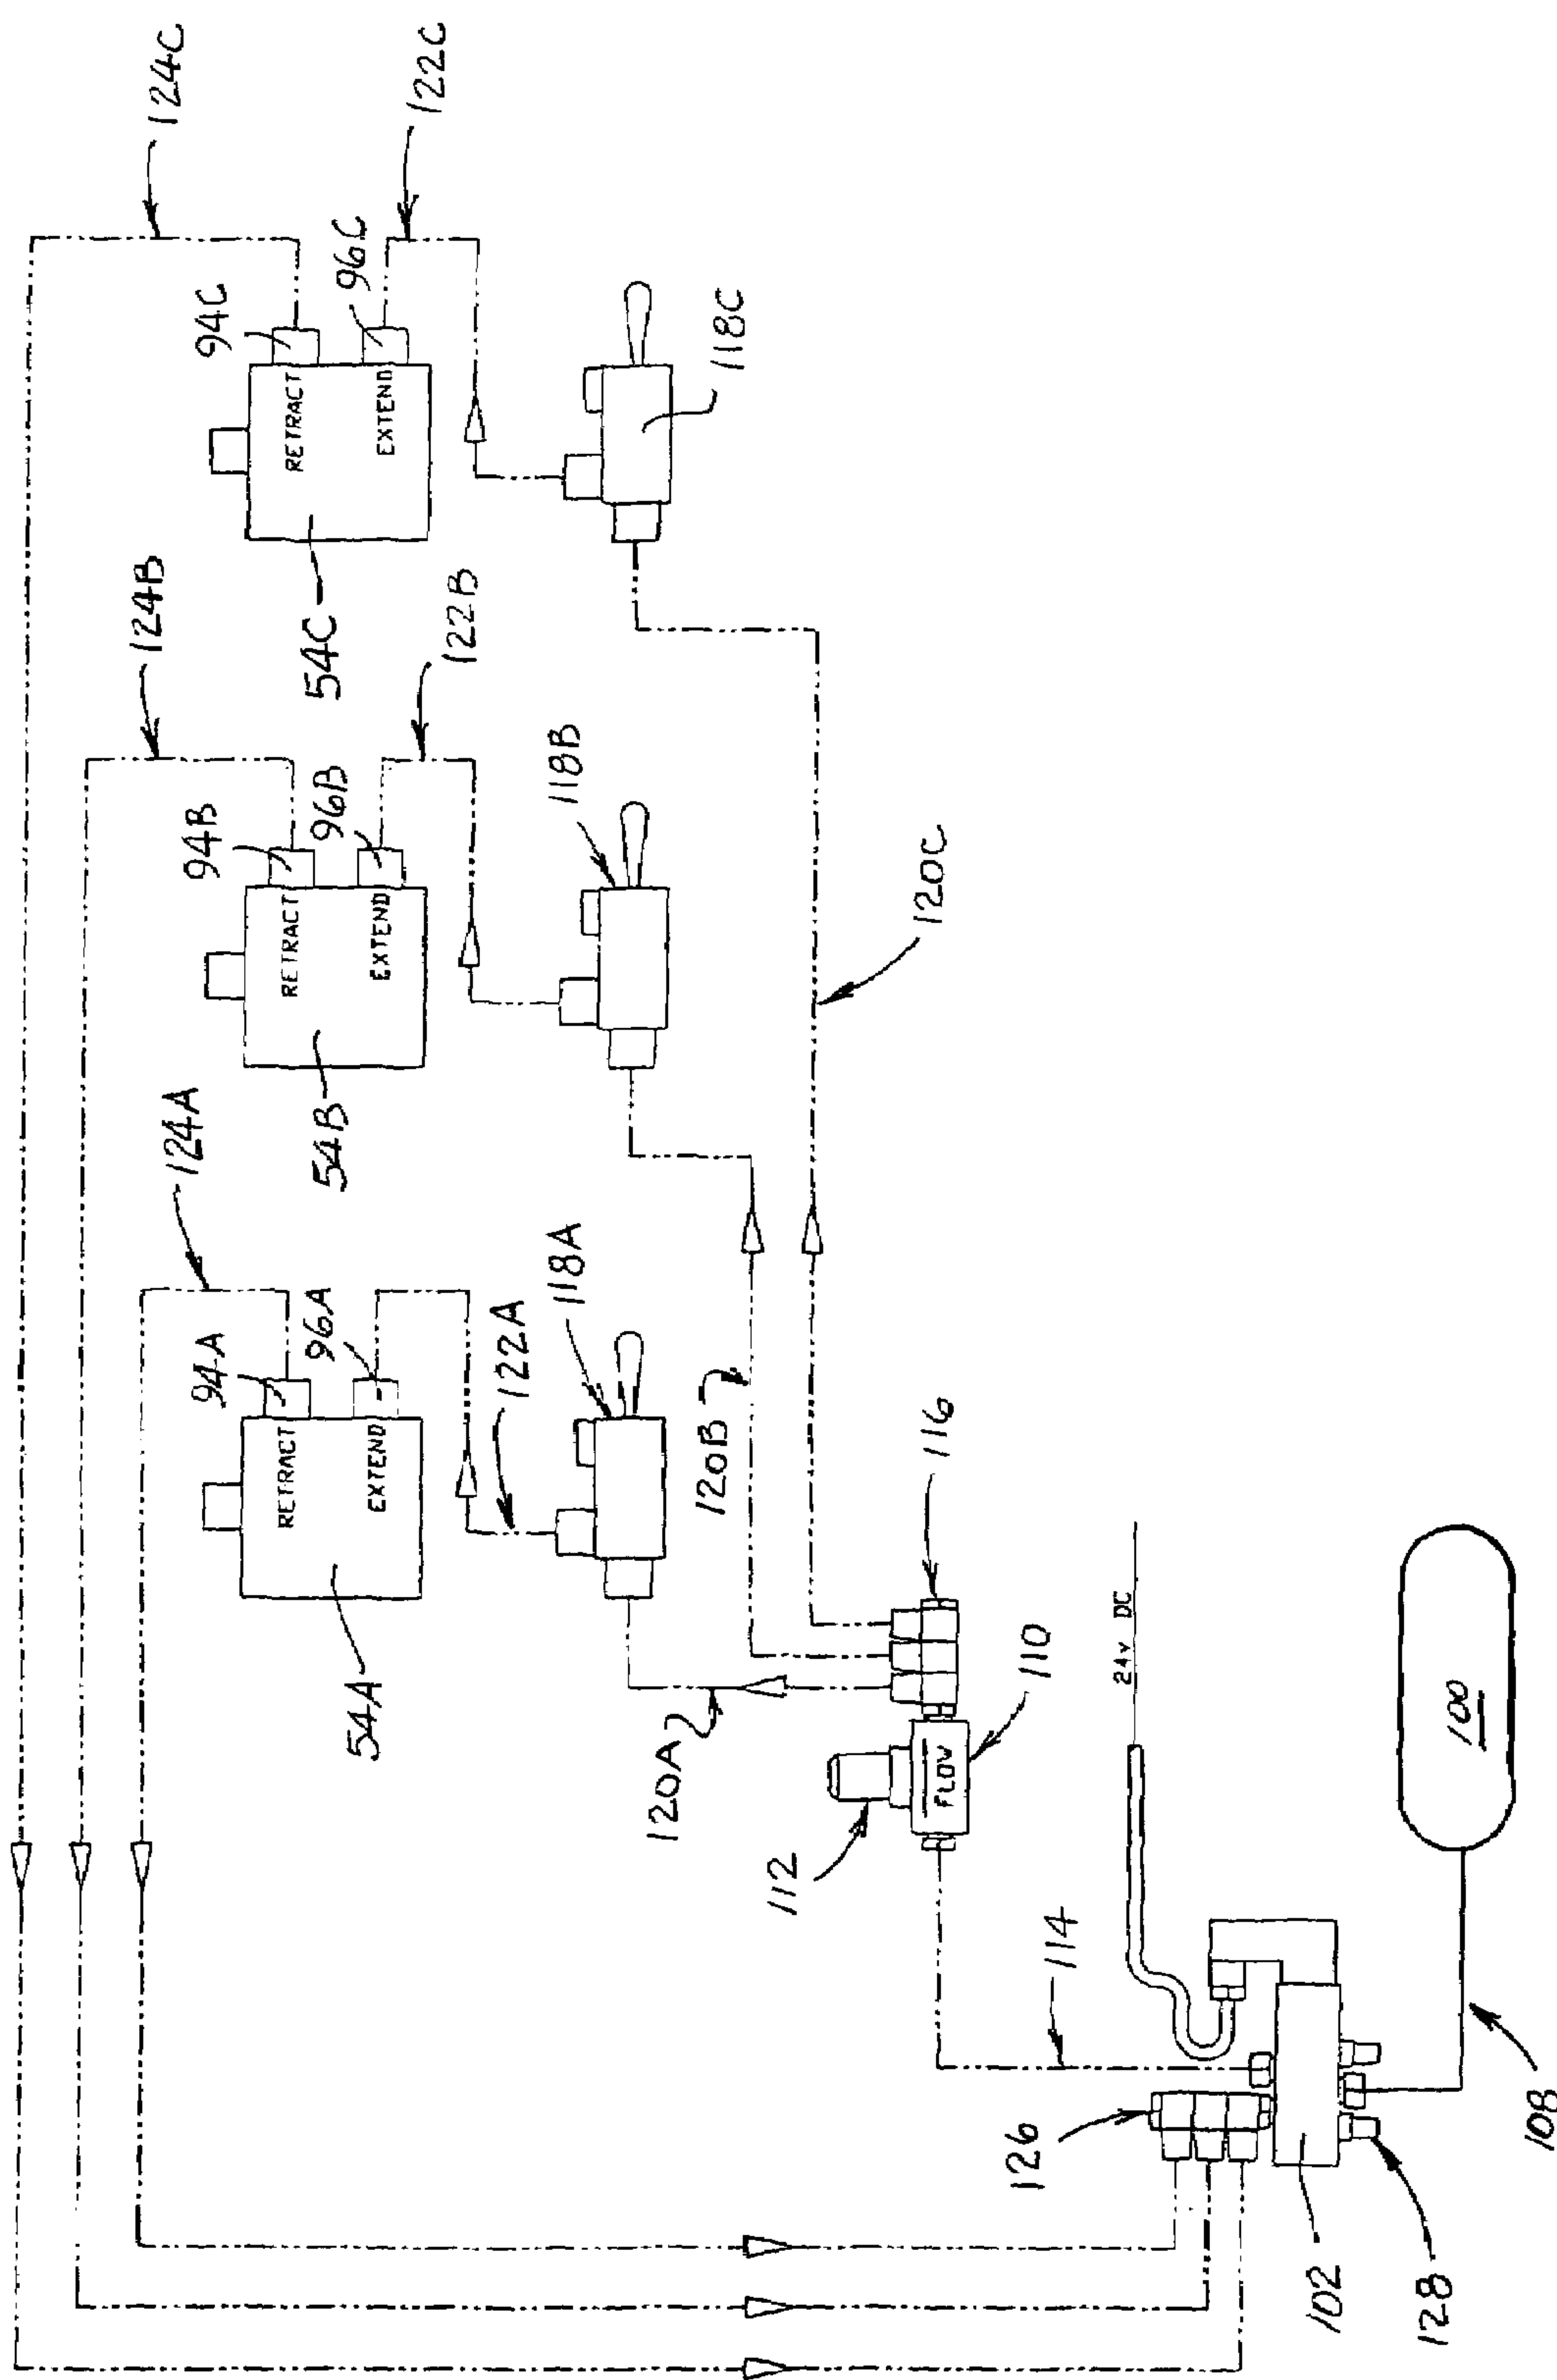 124C
94C
96C
122C
RETRACT
EXTEND
54C
118C
124B
94B
96B
122B
RETRACT
EXTEND
54B
118B
124A
94A
96A
122A
RETRACT
EXTEND
54A
118A
120C
120B
120A
116
110
112
FLOW
24V DC
100
114
126
108
102
128